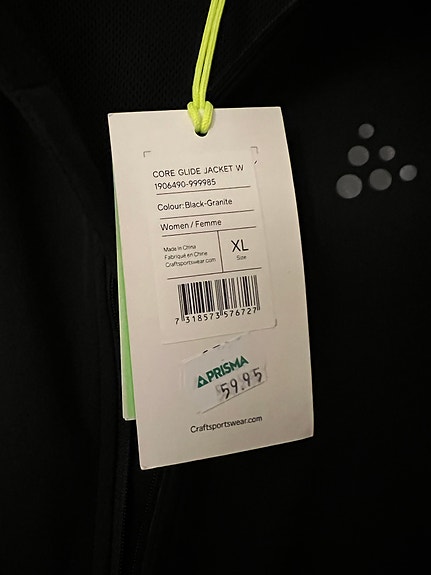 CORE GLIDE JACKET W
1906490-999985
Colour:Black-Granite
Women / Femme
Made in China
Fabriqué en Chine
Craftsportswear.com
XL
Size
7 318573 576727
PRISMA
59.95
Craftsportswear.com